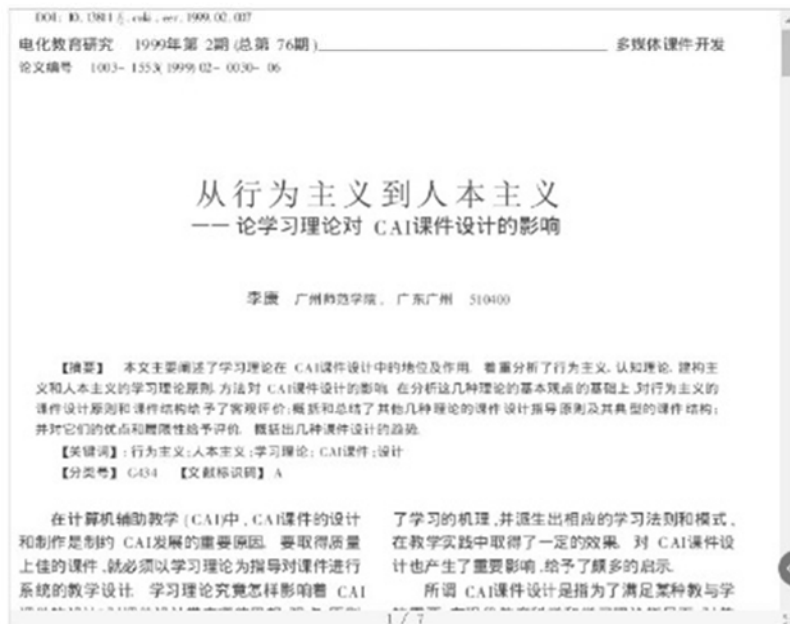 DOI: 10.13811/j.cnki.eer.1999.02.007
电化教育研究 1999年第2期(总第76期) 多媒体课件开发
论文编号 1003-1553(1999)02-0030-06
从行为主义到人本主义
——论学习理论对 CAI课件设计的影响
李康 广州师范学院, 广东广州 510400
【摘要】 本文主要阐述了学习理论在 CAI课件设计中的地位及作用. 着重分析了行为主义、认知理论、建构主
义和人本主义的学习理论原则、方法对 CAI课件设计的影响. 在分析这几种理论的基本观点的基础上,对行为主义的
课件设计原则和课件结构给予了客观评价;概括和总结了其他几种理论的课件设计指导原则及其典型的课件结构;
并对它们的优点和局限性给予评价. 概括出几种课件设计的趋势.
【关键词】:行为主义;人本主义;学习理论;CAI课件;设计
【分类号】 G434 【文献标识码】 A
在计算机辅助教学(CAI)中,CAI课件的设计
和制作是制约 CAI发展的重要原因. 要取得质量
上佳的课件,就必须以学习理论为指导对课件进行
系统的教学设计. 学习理论究竟怎样影响着 CAI
了学习的机理,并派生出相应的学习法则和模式,
在教学实践中取得了一定的效果. 对 CAI课件设
计也产生了重要影响,给予了颇多的启示.
所谓 CAI课件设计是指为了满足某种教与学
1 / 7